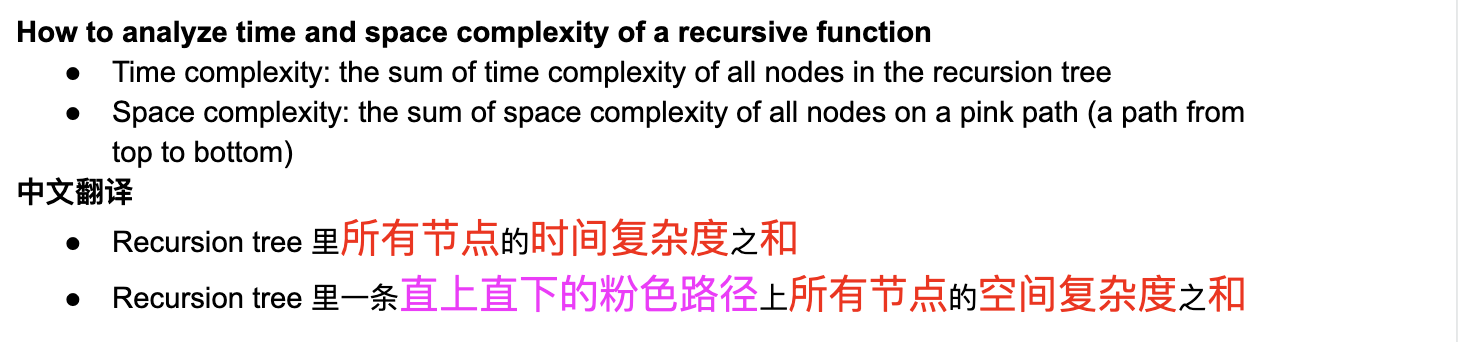 How to analyze time and space complexity of a recursive function
● Time complexity: the sum of time complexity of all nodes in the recursion tree
● Space complexity: the sum of space complexity of all nodes on a pink path (a path from
top to bottom)
中文翻译
● Recursion tree 里所有节点的时间复杂度之和
● Recursion tree 里一条直上直下的粉色路径上所有节点的空间复杂度之和